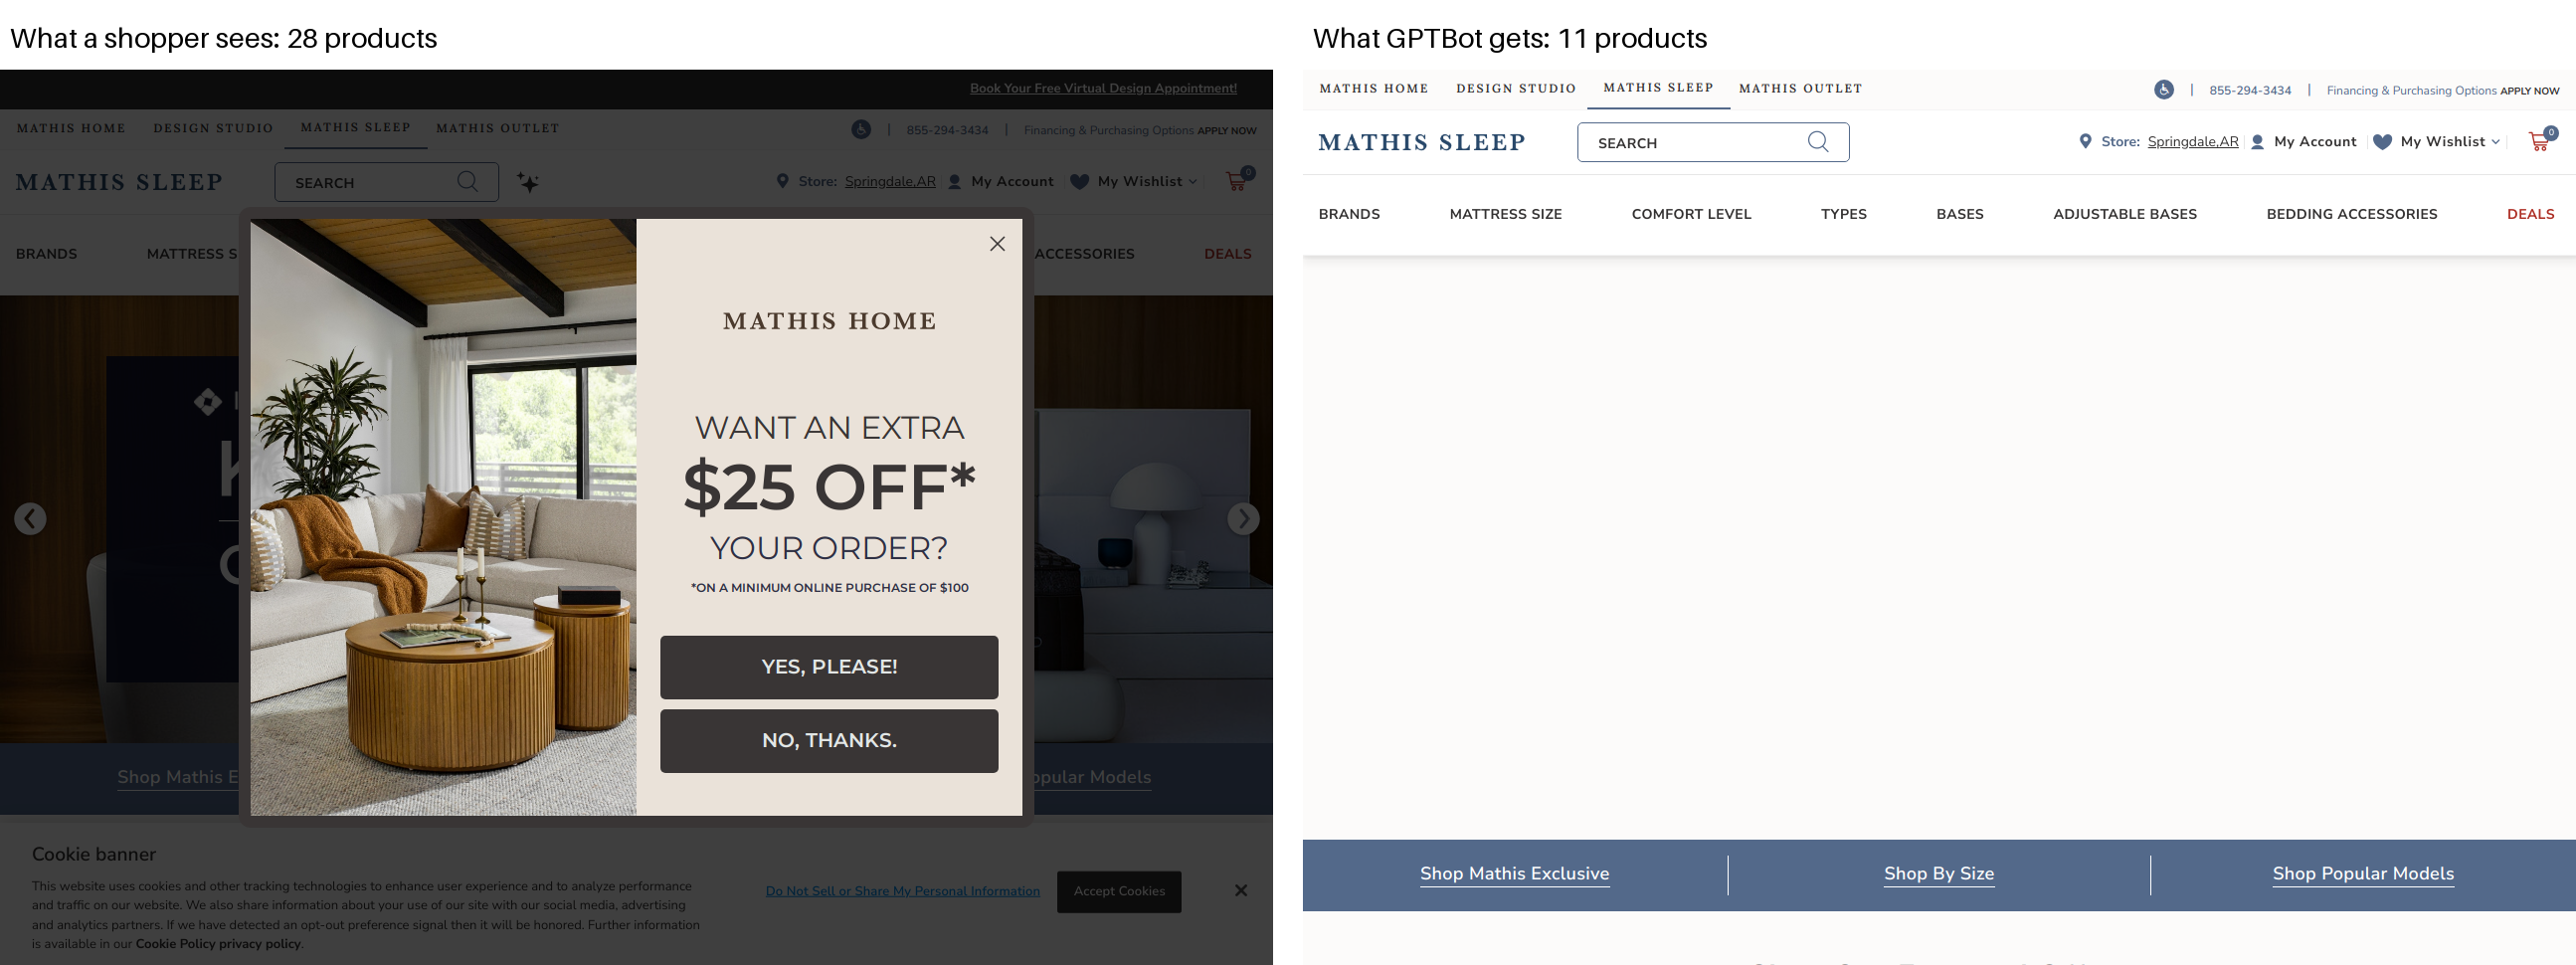 What a shopper sees: 28 products
Book Your Free Virtual Design Appointment!
MATHIS HOME DESIGN STUDIO MATHIS SLEEP MATHIS OUTLET
855-294-3434 Financing & Purchasing Options APPLY NOW
MATHIS SLEEP
SEARCH
Store: Springdale,AR My Account My Wishlist 0
BRANDS MATTRESS S ACCESSORIES DEALS
MATHIS HOME
WANT AN EXTRA
$25 OFF*
YOUR ORDER?
*ON A MINIMUM ONLINE PURCHASE OF $100
YES, PLEASE!
NO, THANKS.
Shop Mathis E opular Models
Cookie banner
This website uses cookies and other tracking technologies to enhance user experience and to analyze performance
and traffic on our website. We also share information about your use of our site with our social media, advertising
and analytics partners. If we have detected an opt-out preference signal then it will be honored. Further information
is available in our Cookie Policy privacy policy.
Do Not Sell or Share My Personal Information
Accept Cookies
What GPTBot gets: 11 products
MATHIS HOME DESIGN STUDIO MATHIS SLEEP MATHIS OUTLET
855-294-3434 Financing & Purchasing Options APPLY NOW
MATHIS SLEEP
SEARCH
Store: Springdale,AR My Account My Wishlist 0
BRANDS MATTRESS SIZE COMFORT LEVEL TYPES BASES ADJUSTABLE BASES BEDDING ACCESSORIES DEALS
Shop Mathis Exclusive Shop By Size Shop Popular Models